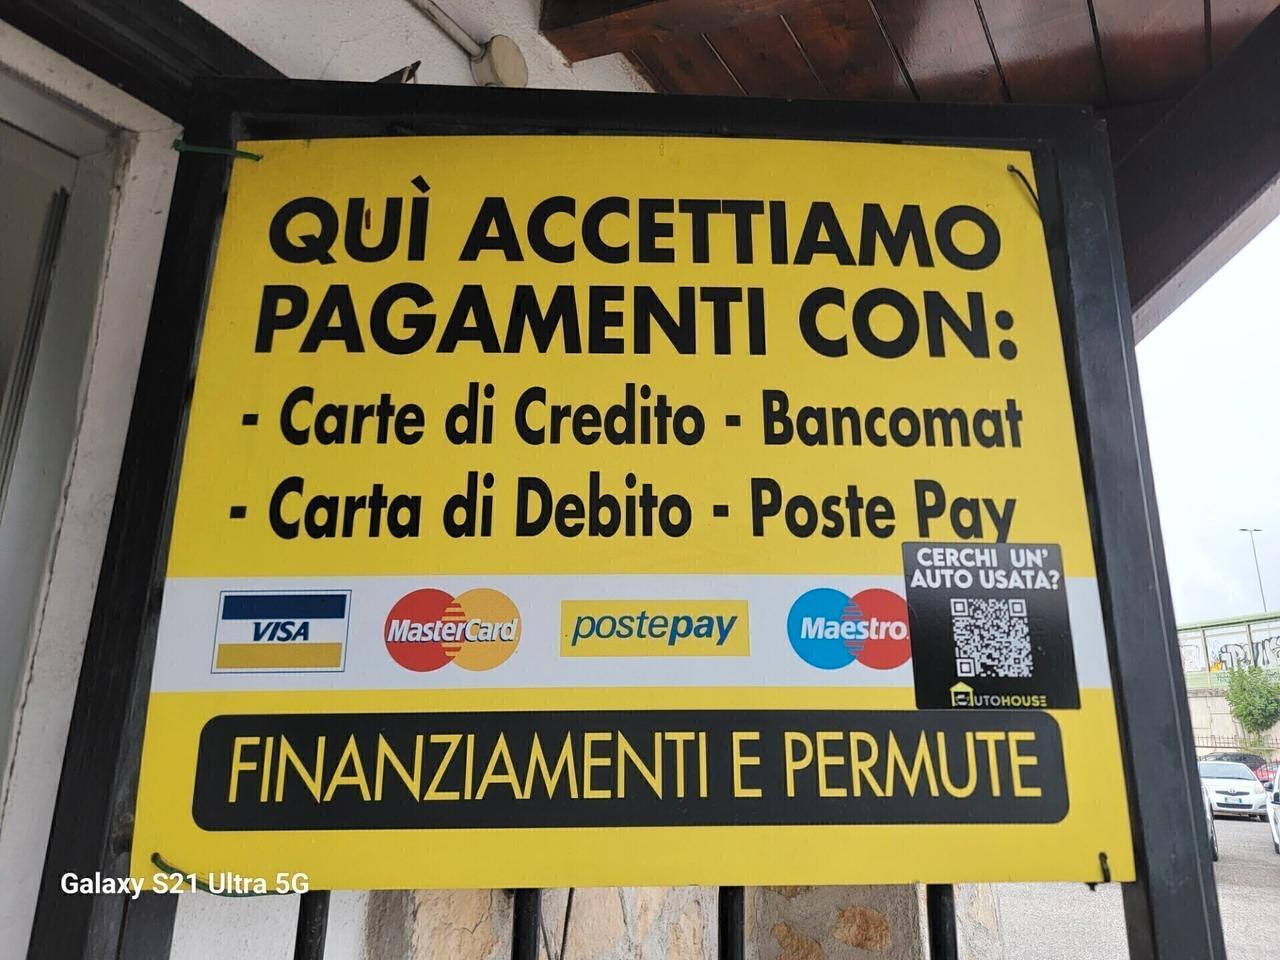 QUÌ ACCETTIAMO
PAGAMENTI CON:
- Carte di Credito - Bancomat
- Carta di Debito - Poste Pay
CERCHI UN'
AUTO USATA?
VISA
MasterCard
postepay
Maestro
UTOHOUSE
FINANZIAMENTI E PERMUTE
Galaxy S21 Ultra 5G